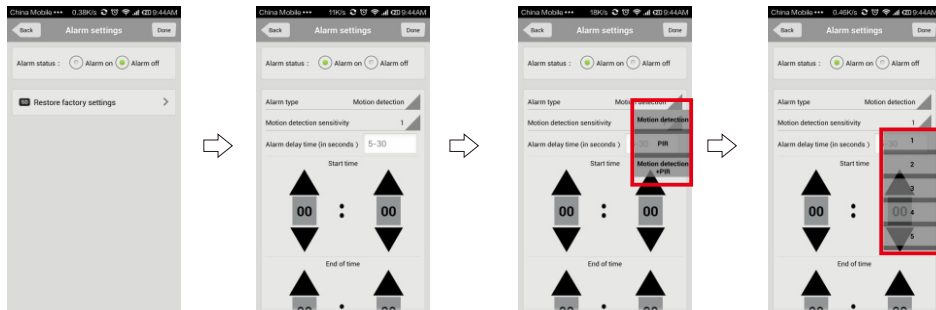 China Mobile ••• 0.38K/s 9:44AM
Back Alarm settings Done
Alarm status : Alarm on Alarm off
Restore factory settings >
China Mobile ••• 11K/s 9:44AM
Back Alarm settings Done
Alarm status : Alarm on Alarm off
Alarm type Motion detection
Motion detection sensitivity 1
Alarm delay time (in seconds ) 5-30
Start time
00 : 00
End of time
China Mobile ••• 18K/s 9:44AM
Back Alarm settings Done
Alarm status : Alarm on Alarm off
Alarm type Motion detection
Motion detection sensitivity Motion detection
Alarm delay time (in seconds ) PIR
Start time Motion detection
+PIR
00 : 00
End of time
China Mobile ••• 0.46K/s 9:44AM
Back Alarm settings Done
Alarm status : Alarm on Alarm off
Alarm type Motion detection
Motion detection sensitivity 1
Alarm delay time (in seconds ) 1
Start time 2
3
00 : 00 4
5
End of time